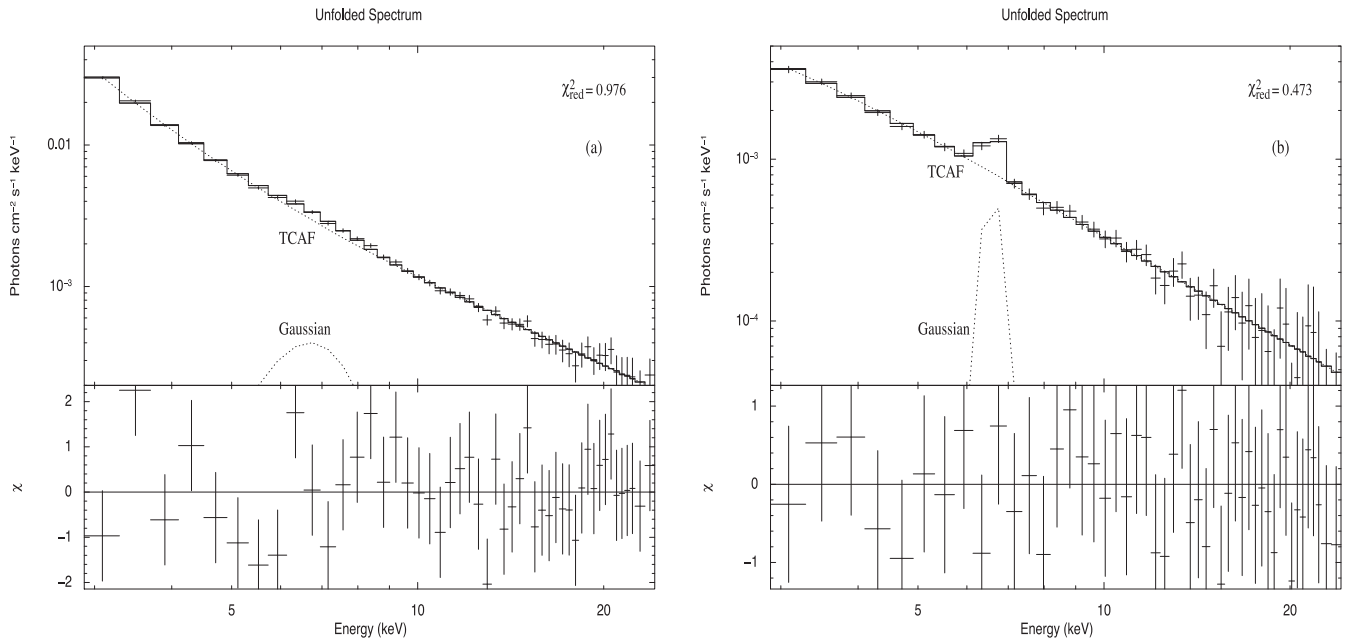 Unfolded Spectrum
χ²red = 0.976
(a)
0.01
10⁻³
Photons cm⁻² s⁻¹ keV⁻¹
TCAF
Gaussian
2
1
0
−1
−2
χ
5
10
20
Energy (keV)
Unfolded Spectrum
χ²red = 0.473
(b)
10⁻³
10⁻⁴
Photons cm⁻² s⁻¹ keV⁻¹
TCAF
Gaussian
1
0
−1
χ
5
10
20
Energy (keV)